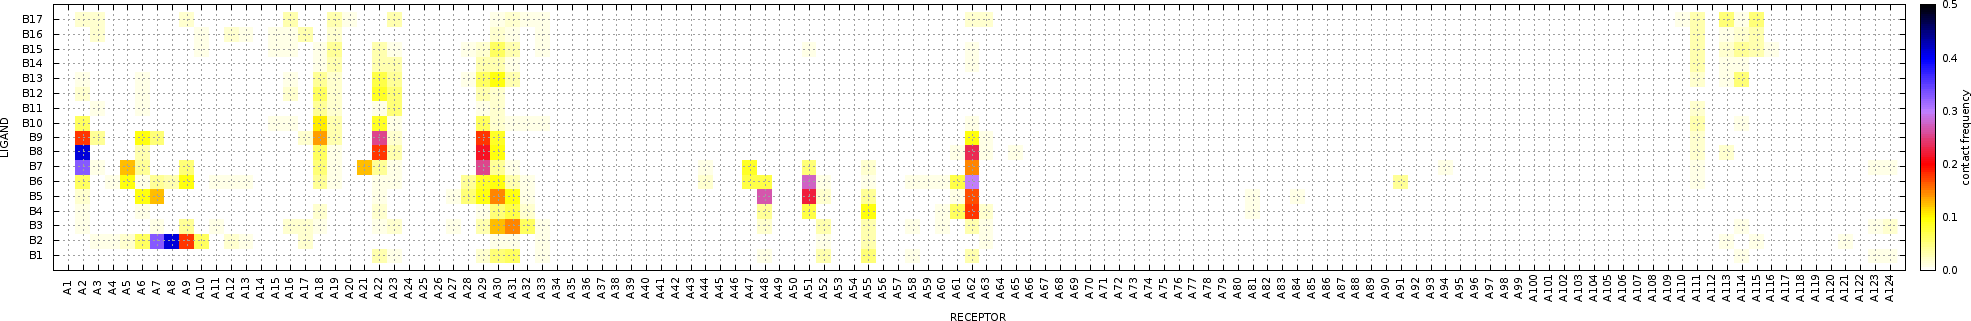 B17
B16
B15
B14
B13
B12
B11
B10
B9
B8
B7
B6
B5
B4
B3
B2
B1
LIGAND
A1 A2 A3 A4 A5 A6 A7 A8 A9 A10 A11 A12 A13 A14 A15 A16 A17 A18 A19 A20 A21 A22 A23 A24 A25 A26 A27 A28 A29 A30 A31 A32 A33 A34 A35 A36 A37 A38 A39 A40 A41 A42 A43 A44 A45 A46 A47 A48 A49 A50 A51 A52 A53 A54 A55 A56 A57 A58 A59 A60 A61 A62 A63 A64 A65 A66 A67 A68 A69 A70 A71 A72 A73 A74 A75 A76 A77 A78 A79 A80 A81 A82 A83 A84 A85 A86 A87 A88 A89 A90 A91 A92 A93 A94 A95 A96 A97 A98 A99 A100 A101 A102 A103 A104 A105 A106 A107 A108 A109 A110 A111 A112 A113 A114 A115 A116 A117 A118 A119 A120 A121 A122 A123 A124
RECEPTOR
0.5
0.4
0.3
0.2
0.1
0.0
contact frequency